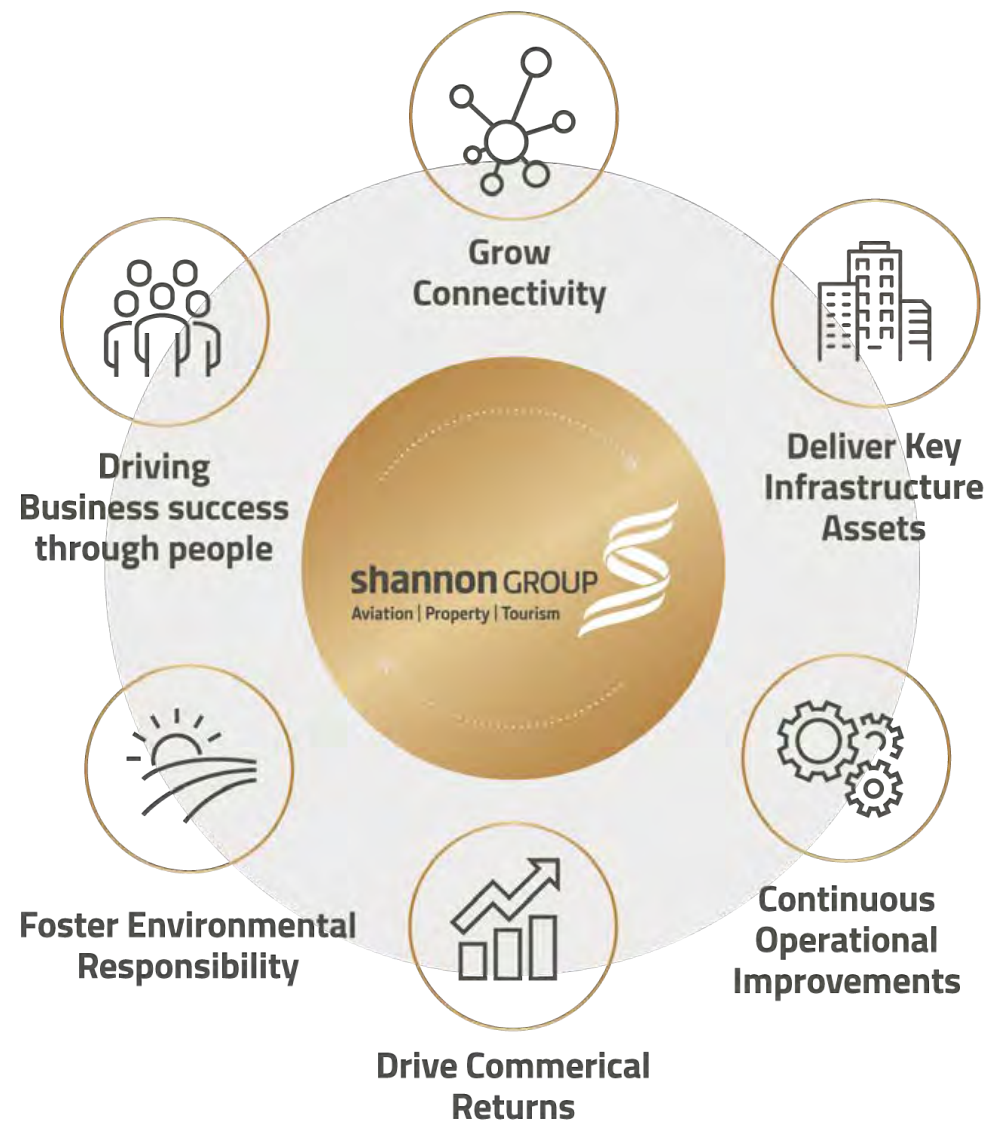 Grow
Connectivity
Deliver Key
Infrastructure
Assets
Driving
Business success
through people
shannon GROUP
Aviation | Property | Tourism
Continuous
Operational
Improvements
Foster Environmental
Responsibility
Drive Commerical
Returns